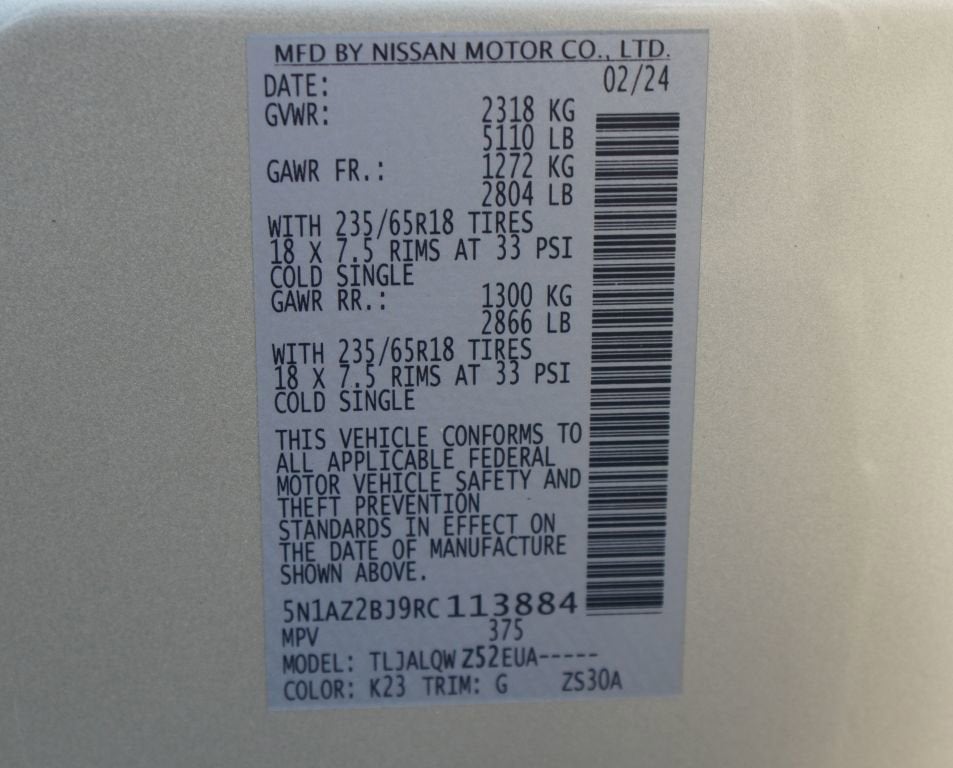 MFD BY NISSAN MOTOR CO., LTD.
DATE: 02/24
GVWR: 2318 KG
5110 LB
GAWR FR.: 1272 KG
2804 LB
WITH 235/65R18 TIRES
18 X 7.5 RIMS AT 33 PSI
COLD SINGLE
GAWR RR.: 1300 KG
2866 LB
WITH 235/65R18 TIRES
18 X 7.5 RIMS AT 33 PSI
COLD SINGLE
THIS VEHICLE CONFORMS TO
ALL APPLICABLE FEDERAL
MOTOR VEHICLE SAFETY AND
THEFT PREVENTION
STANDARDS IN EFFECT ON
THE DATE OF MANUFACTURE
SHOWN ABOVE.
5N1AZ2BJ9RC113884
MPV 375
MODEL: TLJALQWZ52EUA-----
COLOR: K23 TRIM: G ZS30A